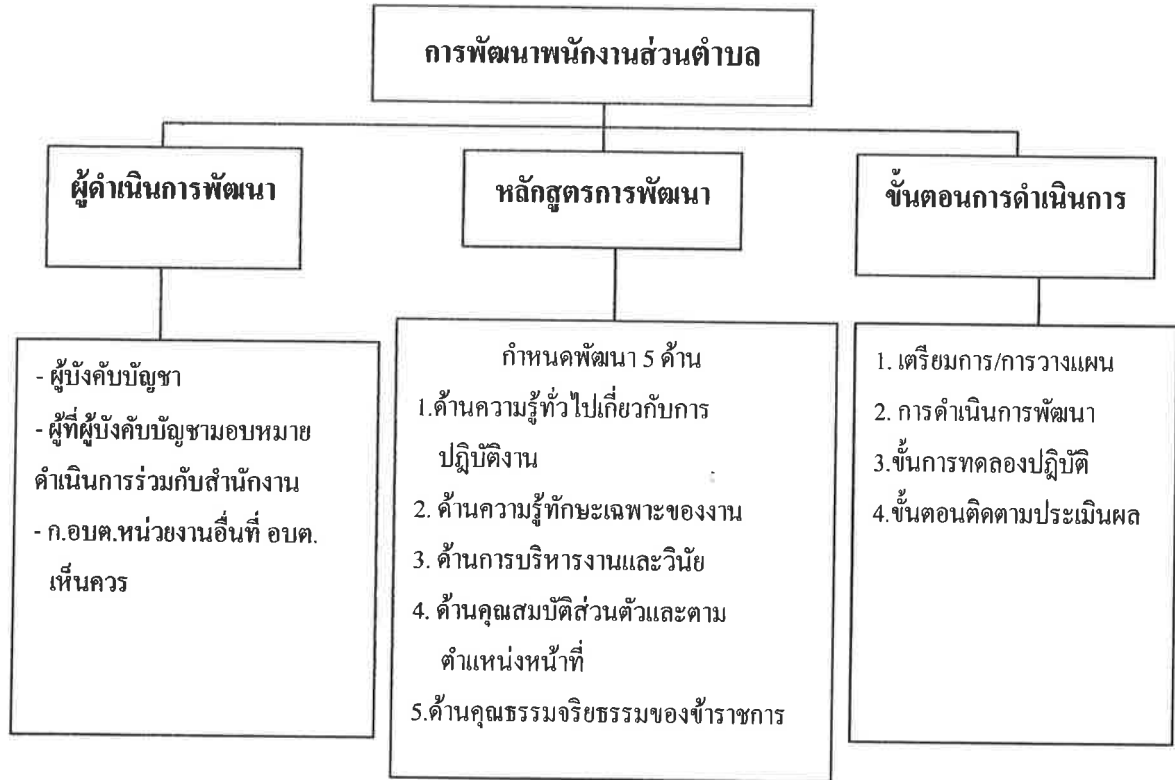 การพัฒนาพนักงานส่วนตำบล
ผู้ดำเนินการพัฒนา
- ผู้บังคับบัญชา
- ผู้ที่ผู้บังคับบัญชามอบหมาย
ดำเนินการร่วมกับสำนักงาน
- ก.อบต.หน่วยงานอื่นที่ อบต.
เห็นควร
หลักสูตรการพัฒนา
กำหนดพัฒนา 5 ด้าน
1.ด้านความรู้ทั่วไปเกี่ยวกับการ
ปฏิบัติงาน
2. ด้านความรู้ทักษะเฉพาะของงาน
3. ด้านการบริหารงานและวินัย
4. ด้านคุณสมบัติส่วนตัวและตาม
ตำแหน่งหน้าที่
5.ด้านคุณธรรมจริยธรรมของข้าราชการ
ขั้นตอนการดำเนินการ
1. เตรียมการ/การวางแผน
2. การดำเนินการพัฒนา
3.ขั้นการทดลองปฏิบัติ
4.ขั้นตอนติดตามประเมินผล